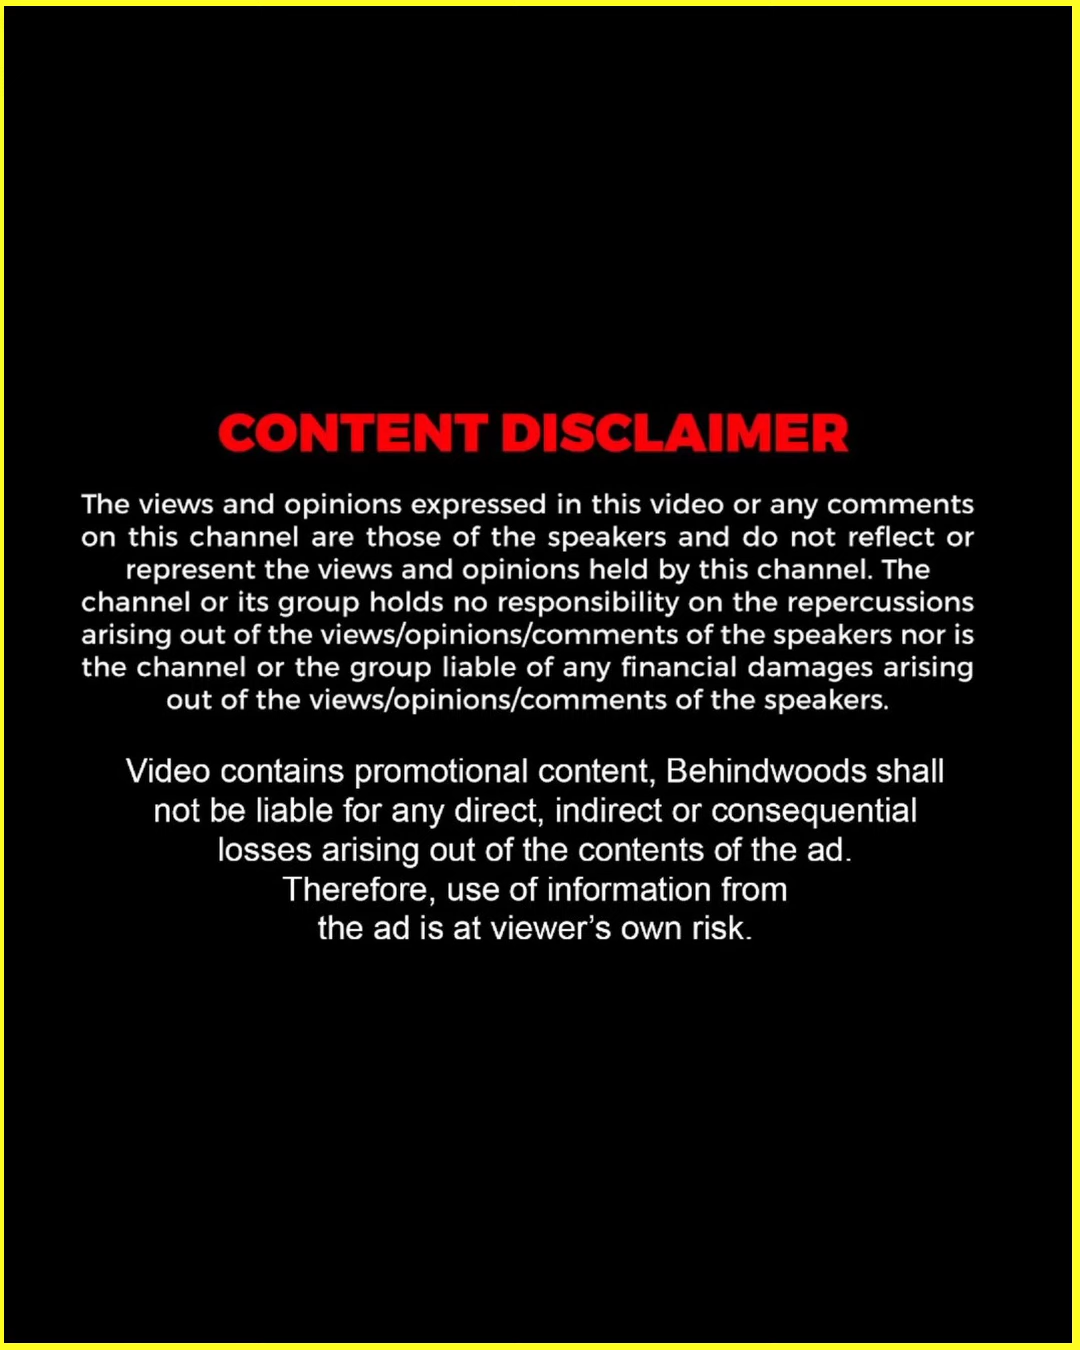 CONTENT DISCLAIMER
The views and opinions expressed in this video or any comments
on this channel are those of the speakers and do not reflect or
represent the views and opinions held by this channel. The
channel or its group holds no responsibility on the repercussions
arising out of the views/opinions/comments of the speakers nor is
the channel or the group liable of any financial damages arising
out of the views/opinions/comments of the speakers.
Video contains promotional content, Behindwoods shall
not be liable for any direct, indirect or consequential
losses arising out of the contents of the ad.
Therefore, use of information from
the ad is at viewer’s own risk.